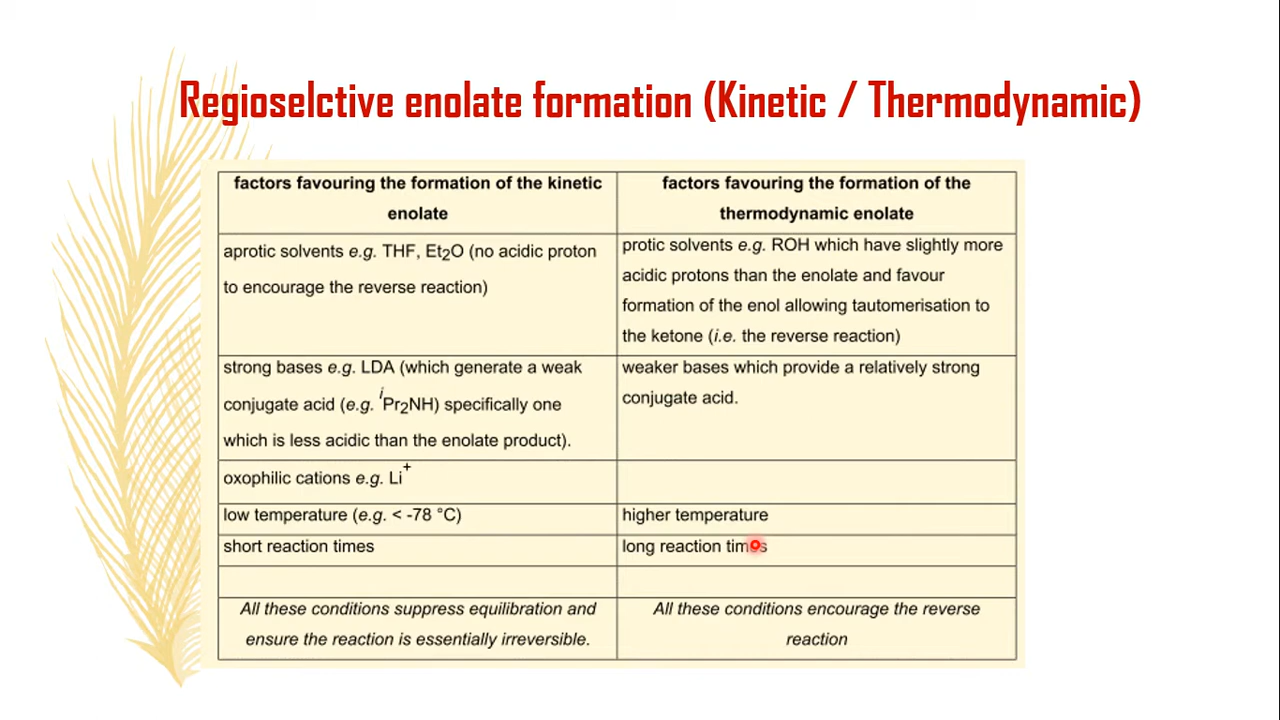 Regioselctive enolate formation (Kinetic / Thermodynamic)
factors favouring the formation of the kinetic
enolate
factors favouring the formation of the
thermodynamic enolate
aprotic solvents e.g. THF, Et2O (no acidic proton
to encourage the reverse reaction)
protic solvents e.g. ROH which have slightly more
acidic protons than the enolate and favour
formation of the enol allowing tautomerisation to
the ketone (i.e. the reverse reaction)
strong bases e.g. LDA (which generate a weak
conjugate acid (e.g. iPr2NH) specifically one
which is less acidic than the enolate product).
weaker bases which provide a relatively strong
conjugate acid.
oxophilic cations e.g. Li+
low temperature (e.g. < -78 °C)
higher temperature
short reaction times
long reaction times
All these conditions suppress equilibration and
ensure the reaction is essentially irreversible.
All these conditions encourage the reverse
reaction